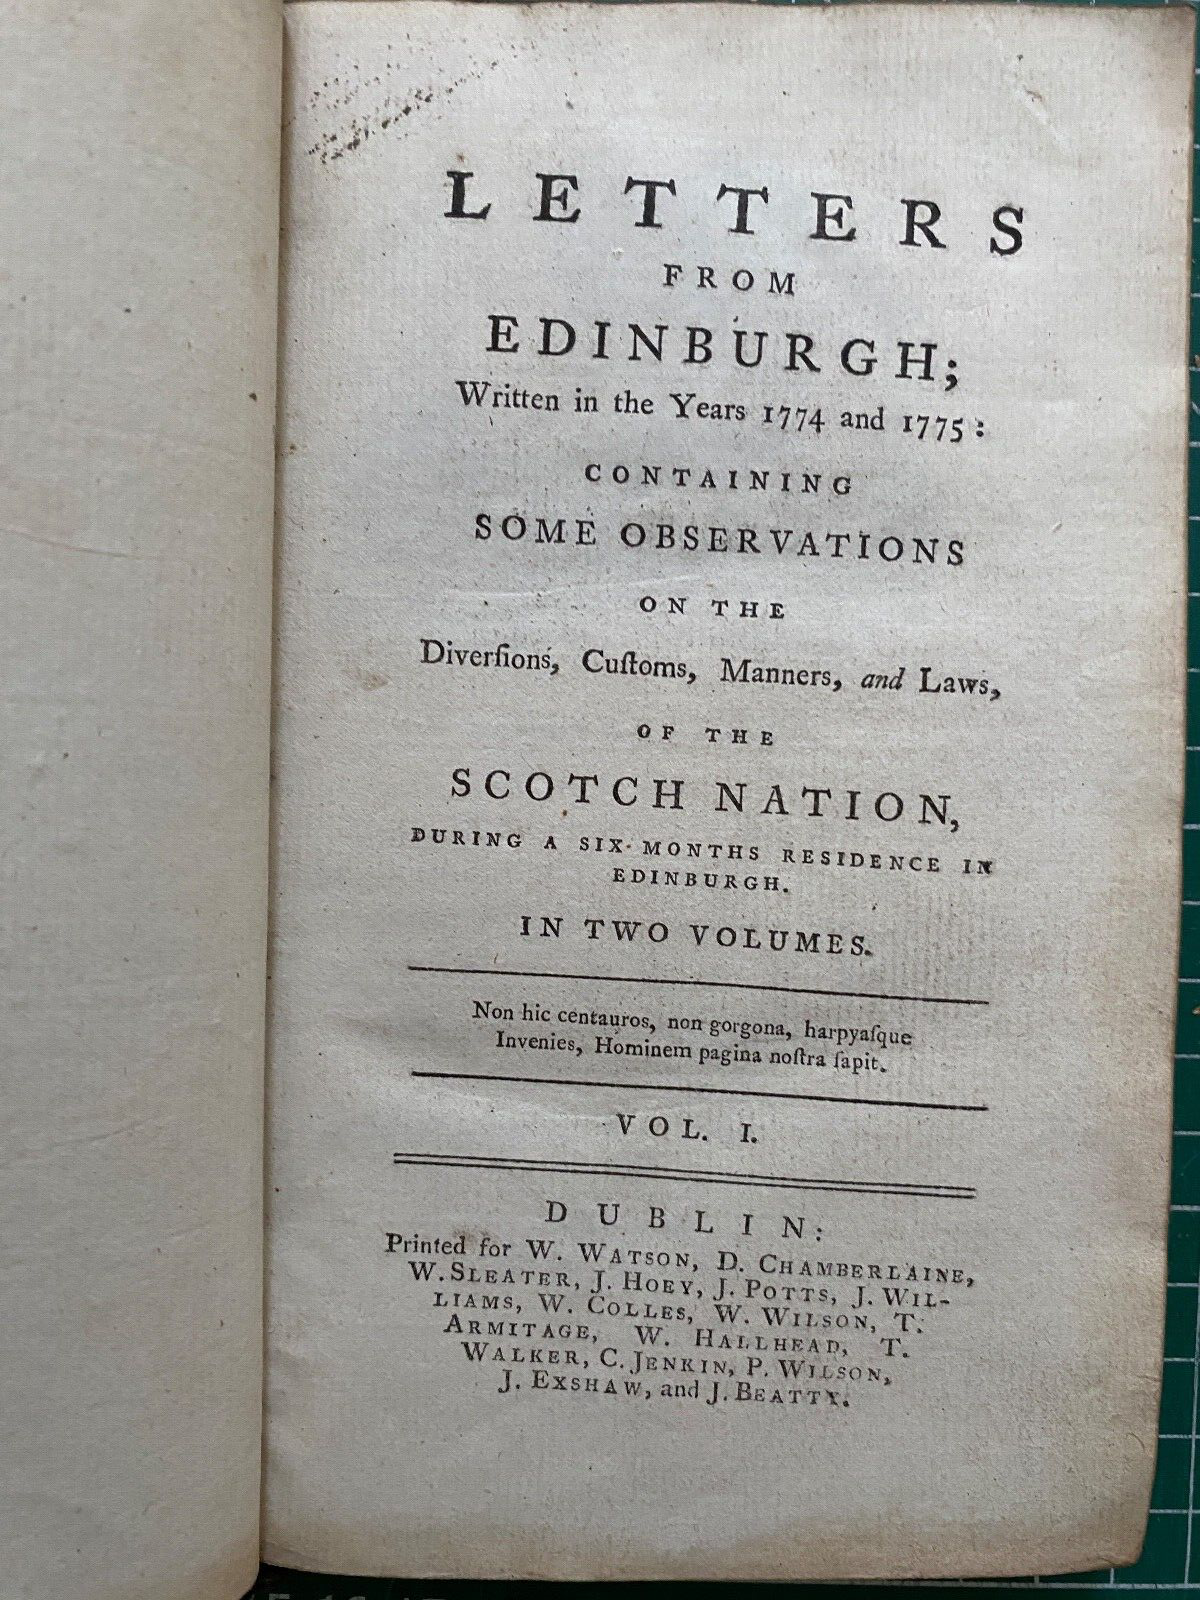 LETTERS
FROM
EDINBURGH;
Written in the Years 1774 and 1775:
CONTAINING
SOME OBSERVATIONS
ON THE
Diverſions, Cuſtoms, Manners, and Laws,
OF THE
SCOTCH NATION,
DURING A SIX MONTHS RESIDENCE IN
EDINBURGH.
IN TWO VOLUMES.
Non hic centauros, non gorgona, harpyaſque
Invenies, Hominem pagina noſtra ſapit.
VOL. I.
DUBLIN:
Printed for W. WATSON, D. CHAMBERLAINE,
W. SLEATER, J. HOEY, J. POTTS, J. WIL-
LIAMS, W. COLLES, W. WILSON, T.
ARMITAGE, W. HALLHEAD, T.
WALKER, C. JENKIN, P. WILSON,
J. EXSHAW, and J. BEATTY.